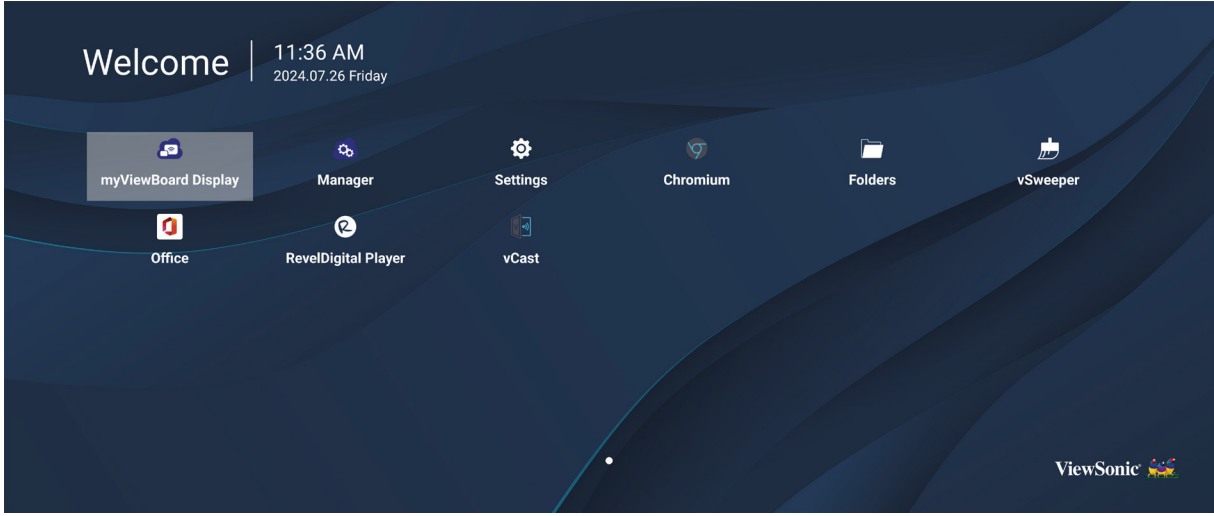 Welcome
11:36 AM
2024.07.26 Friday
myViewBoard Display
Manager
Settings
Chromium
Folders
vSweeper
Office
RevelDigital Player
vCast
ViewSonic